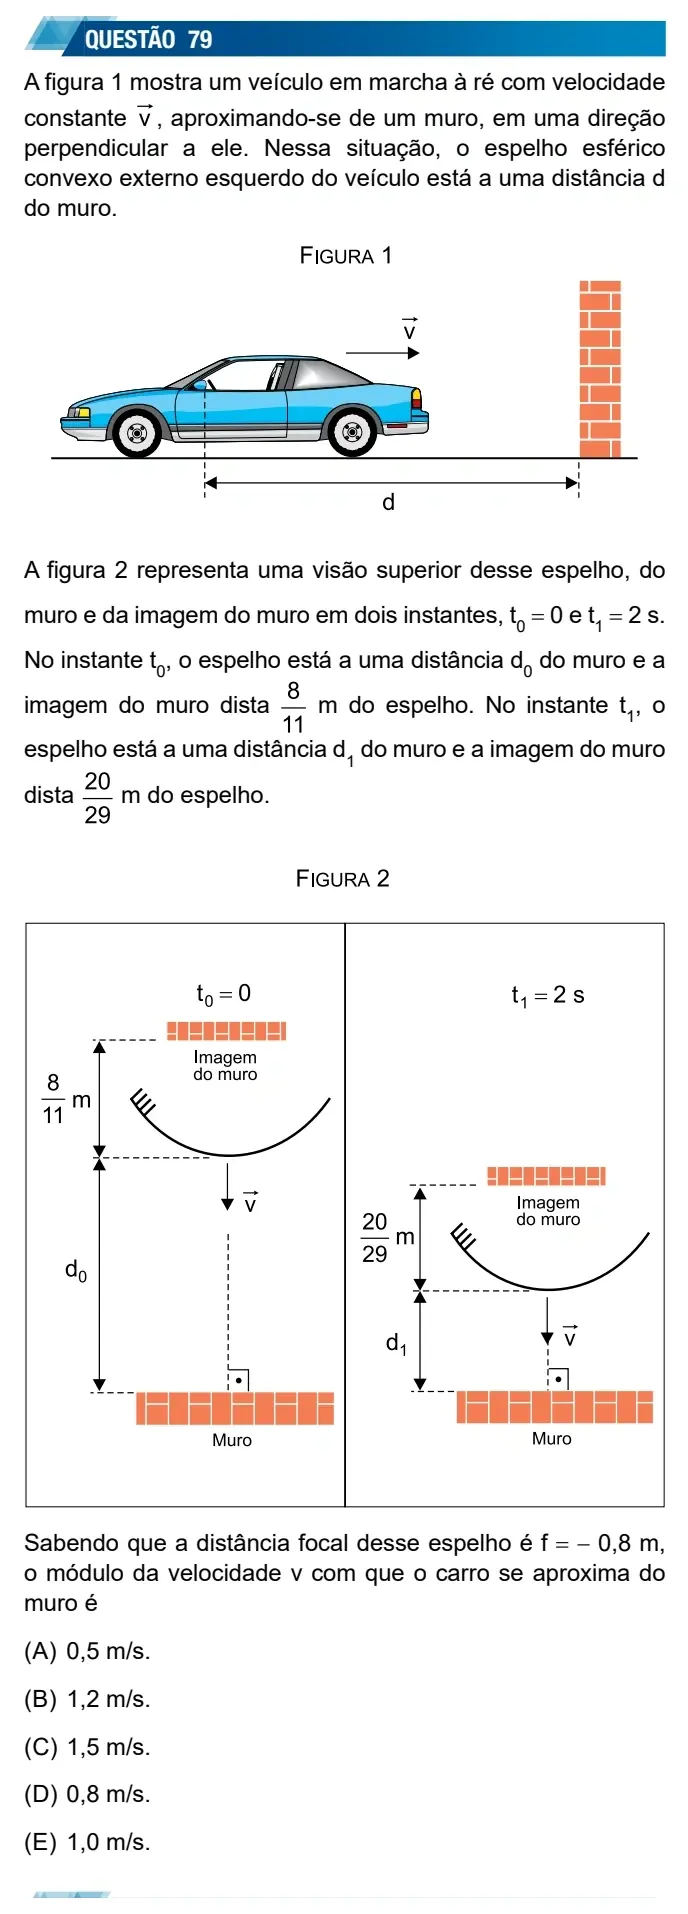 QUESTÃO 79
A figura 1 mostra um veículo em marcha à ré com velocidade
constante v⃗, aproximando-se de um muro, em uma direção
perpendicular a ele. Nessa situação, o espelho esférico
convexo externo esquerdo do veículo está a uma distância d
do muro.
FIGURA 1
v⃗
d
A figura 2 representa uma visão superior desse espelho, do
muro e da imagem do muro em dois instantes, t₀ = 0 e t₁ = 2 s.
No instante t₀, o espelho está a uma distância d₀ do muro e a
imagem do muro dista 8/11 m do espelho. No instante t₁, o
espelho está a uma distância d₁ do muro e a imagem do muro
dista 20/29 m do espelho.
FIGURA 2
t₀ = 0
Imagem
do muro
8/11 m
v⃗
d₀
Muro
t₁ = 2 s
Imagem
do muro
20/29 m
v⃗
d₁
Muro
Sabendo que a distância focal desse espelho é f = – 0,8 m,
o módulo da velocidade v com que o carro se aproxima do
muro é
(A) 0,5 m/s.
(B) 1,2 m/s.
(C) 1,5 m/s.
(D) 0,8 m/s.
(E) 1,0 m/s.